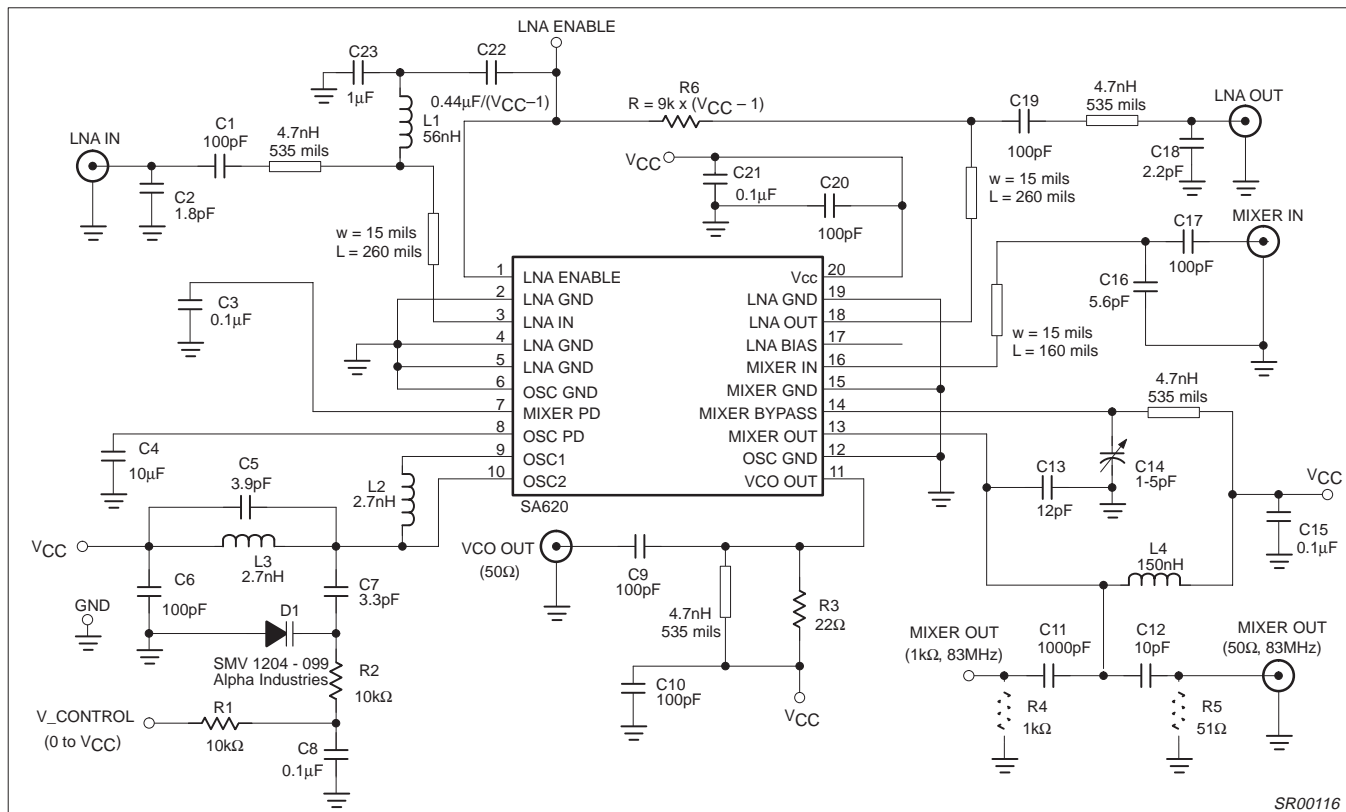 LNA ENABLE
C23
1µF
C22
0.44µF/(VCC–1)
L1
56nH
R6
R = 9k x (VCC – 1)
C19
100pF
4.7nH
535 mils
LNA OUT
C18
2.2pF
LNA IN
C1
100pF
4.7nH
535 mils
C2
1.8pF
VCC
C21
0.1µF
C20
100pF
w = 15 mils
L = 260 mils
w = 15 mils
L = 260 mils
MIXER IN
C17
100pF
C16
5.6pF
w = 15 mils
L = 160 mils
C3
0.1µF
1 LNA ENABLE
2 LNA GND
3 LNA IN
4 LNA GND
5 LNA GND
6 OSC GND
7 MIXER PD
8 OSC PD
9 OSC1
10 OSC2
Vcc 20
LNA GND 19
LNA OUT 18
LNA BIAS 17
MIXER IN 16
MIXER GND 15
MIXER BYPASS 14
MIXER OUT 13
OSC GND 12
VCO OUT 11
SA620
C4
10µF
C5
3.9pF
L2
2.7nH
VCC
L3
2.7nH
C6
100pF
C7
3.3pF
GND
D1
SMV 1204 - 099
Alpha Industries
R2
10kΩ
V_CONTROL
(0 to VCC)
R1
10kΩ
C8
0.1µF
VCO OUT
(50Ω)
C9
100pF
4.7nH
535 mils
R3
22Ω
C10
100pF
VCC
4.7nH
535 mils
C13
12pF
C14
1-5pF
VCC
C15
0.1µF
L4
150nH
MIXER OUT
(1kΩ, 83MHz)
C11
1000pF
C12
10pF
MIXER OUT
(50Ω, 83MHz)
R4
1kΩ
R5
51Ω
SR00116